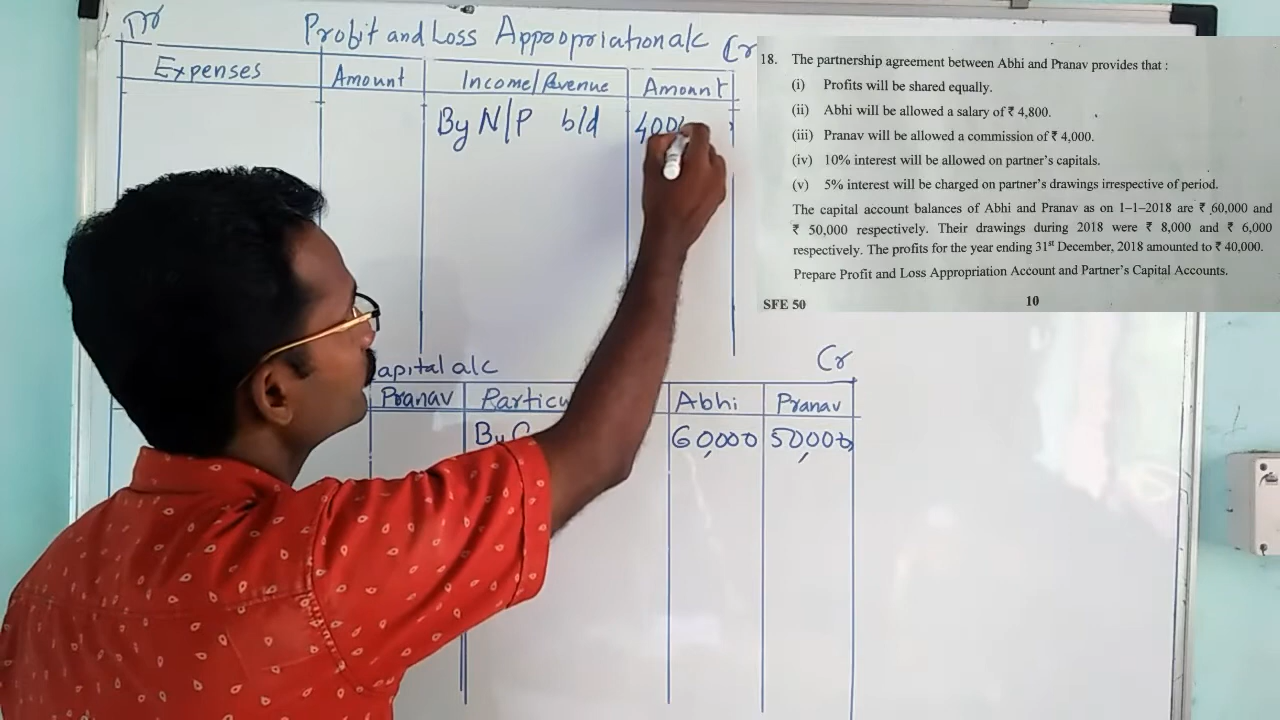 Dr Profit and Loss Appropriation a/c Cr
Expenses Amount Income/Revenue Amount
By N/P b/d 400
apital a/c Cr
Pranav Particu Abhi Pranav
By 60,000 50,000
18. The partnership agreement between Abhi and Pranav provides that :
(i) Profits will be shared equally.
(ii) Abhi will be allowed a salary of ₹ 4,800.
(iii) Pranav will be allowed a commission of ₹ 4,000.
(iv) 10% interest will be allowed on partner's capitals.
(v) 5% interest will be charged on partner's drawings irrespective of period.
The capital account balances of Abhi and Pranav as on 1–1–2018 are ₹ 60,000 and
₹ 50,000 respectively. Their drawings during 2018 were ₹ 8,000 and ₹ 6,000
respectively. The profits for the year ending 31st December, 2018 amounted to ₹ 40,000.
Prepare Profit and Loss Appropriation Account and Partner's Capital Accounts.
SFE 50 10